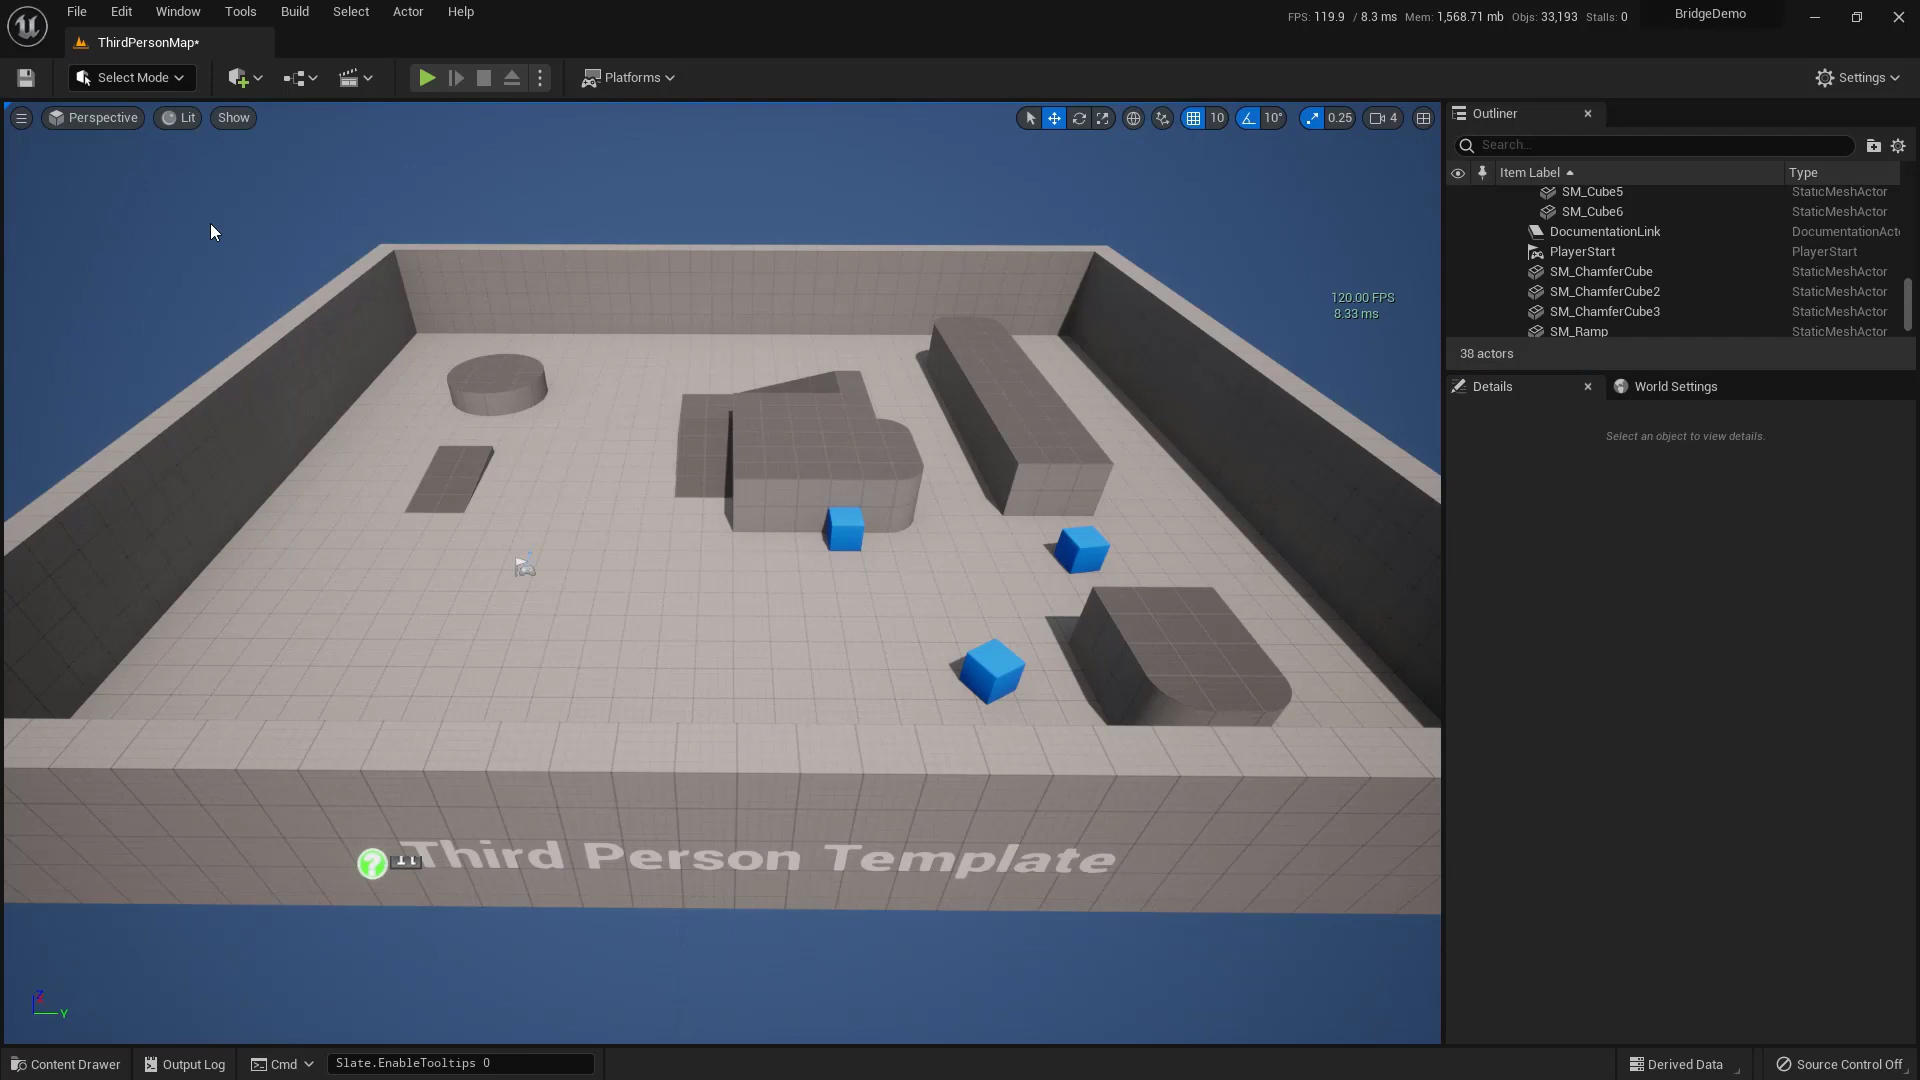 File Edit Window Tools Build Select Actor Help
FPS: 119.9 / 8.3 ms Mem: 1,568.71 mb Objs: 33,193 Stalls: 0
BridgeDemo
ThirdPersonMap*
Select Mode
Platforms
Settings
Perspective
Lit
Show
10
10°
0.25
4
120.00 FPS
8.33 ms
Third Person Template
Z
Y
Outliner
Search...
Item Label Type
SM_Cube5 StaticMeshActor
SM_Cube6 StaticMeshActor
DocumentationLink DocumentationActo
PlayerStart PlayerStart
SM_ChamferCube StaticMeshActor
SM_ChamferCube2 StaticMeshActor
SM_ChamferCube3 StaticMeshActor
SM_Ramp StaticMeshActor
38 actors
Details
World Settings
Select an object to view details.
Content Drawer
Output Log
Cmd
Slate.EnableTooltips 0
Derived Data
Source Control Off